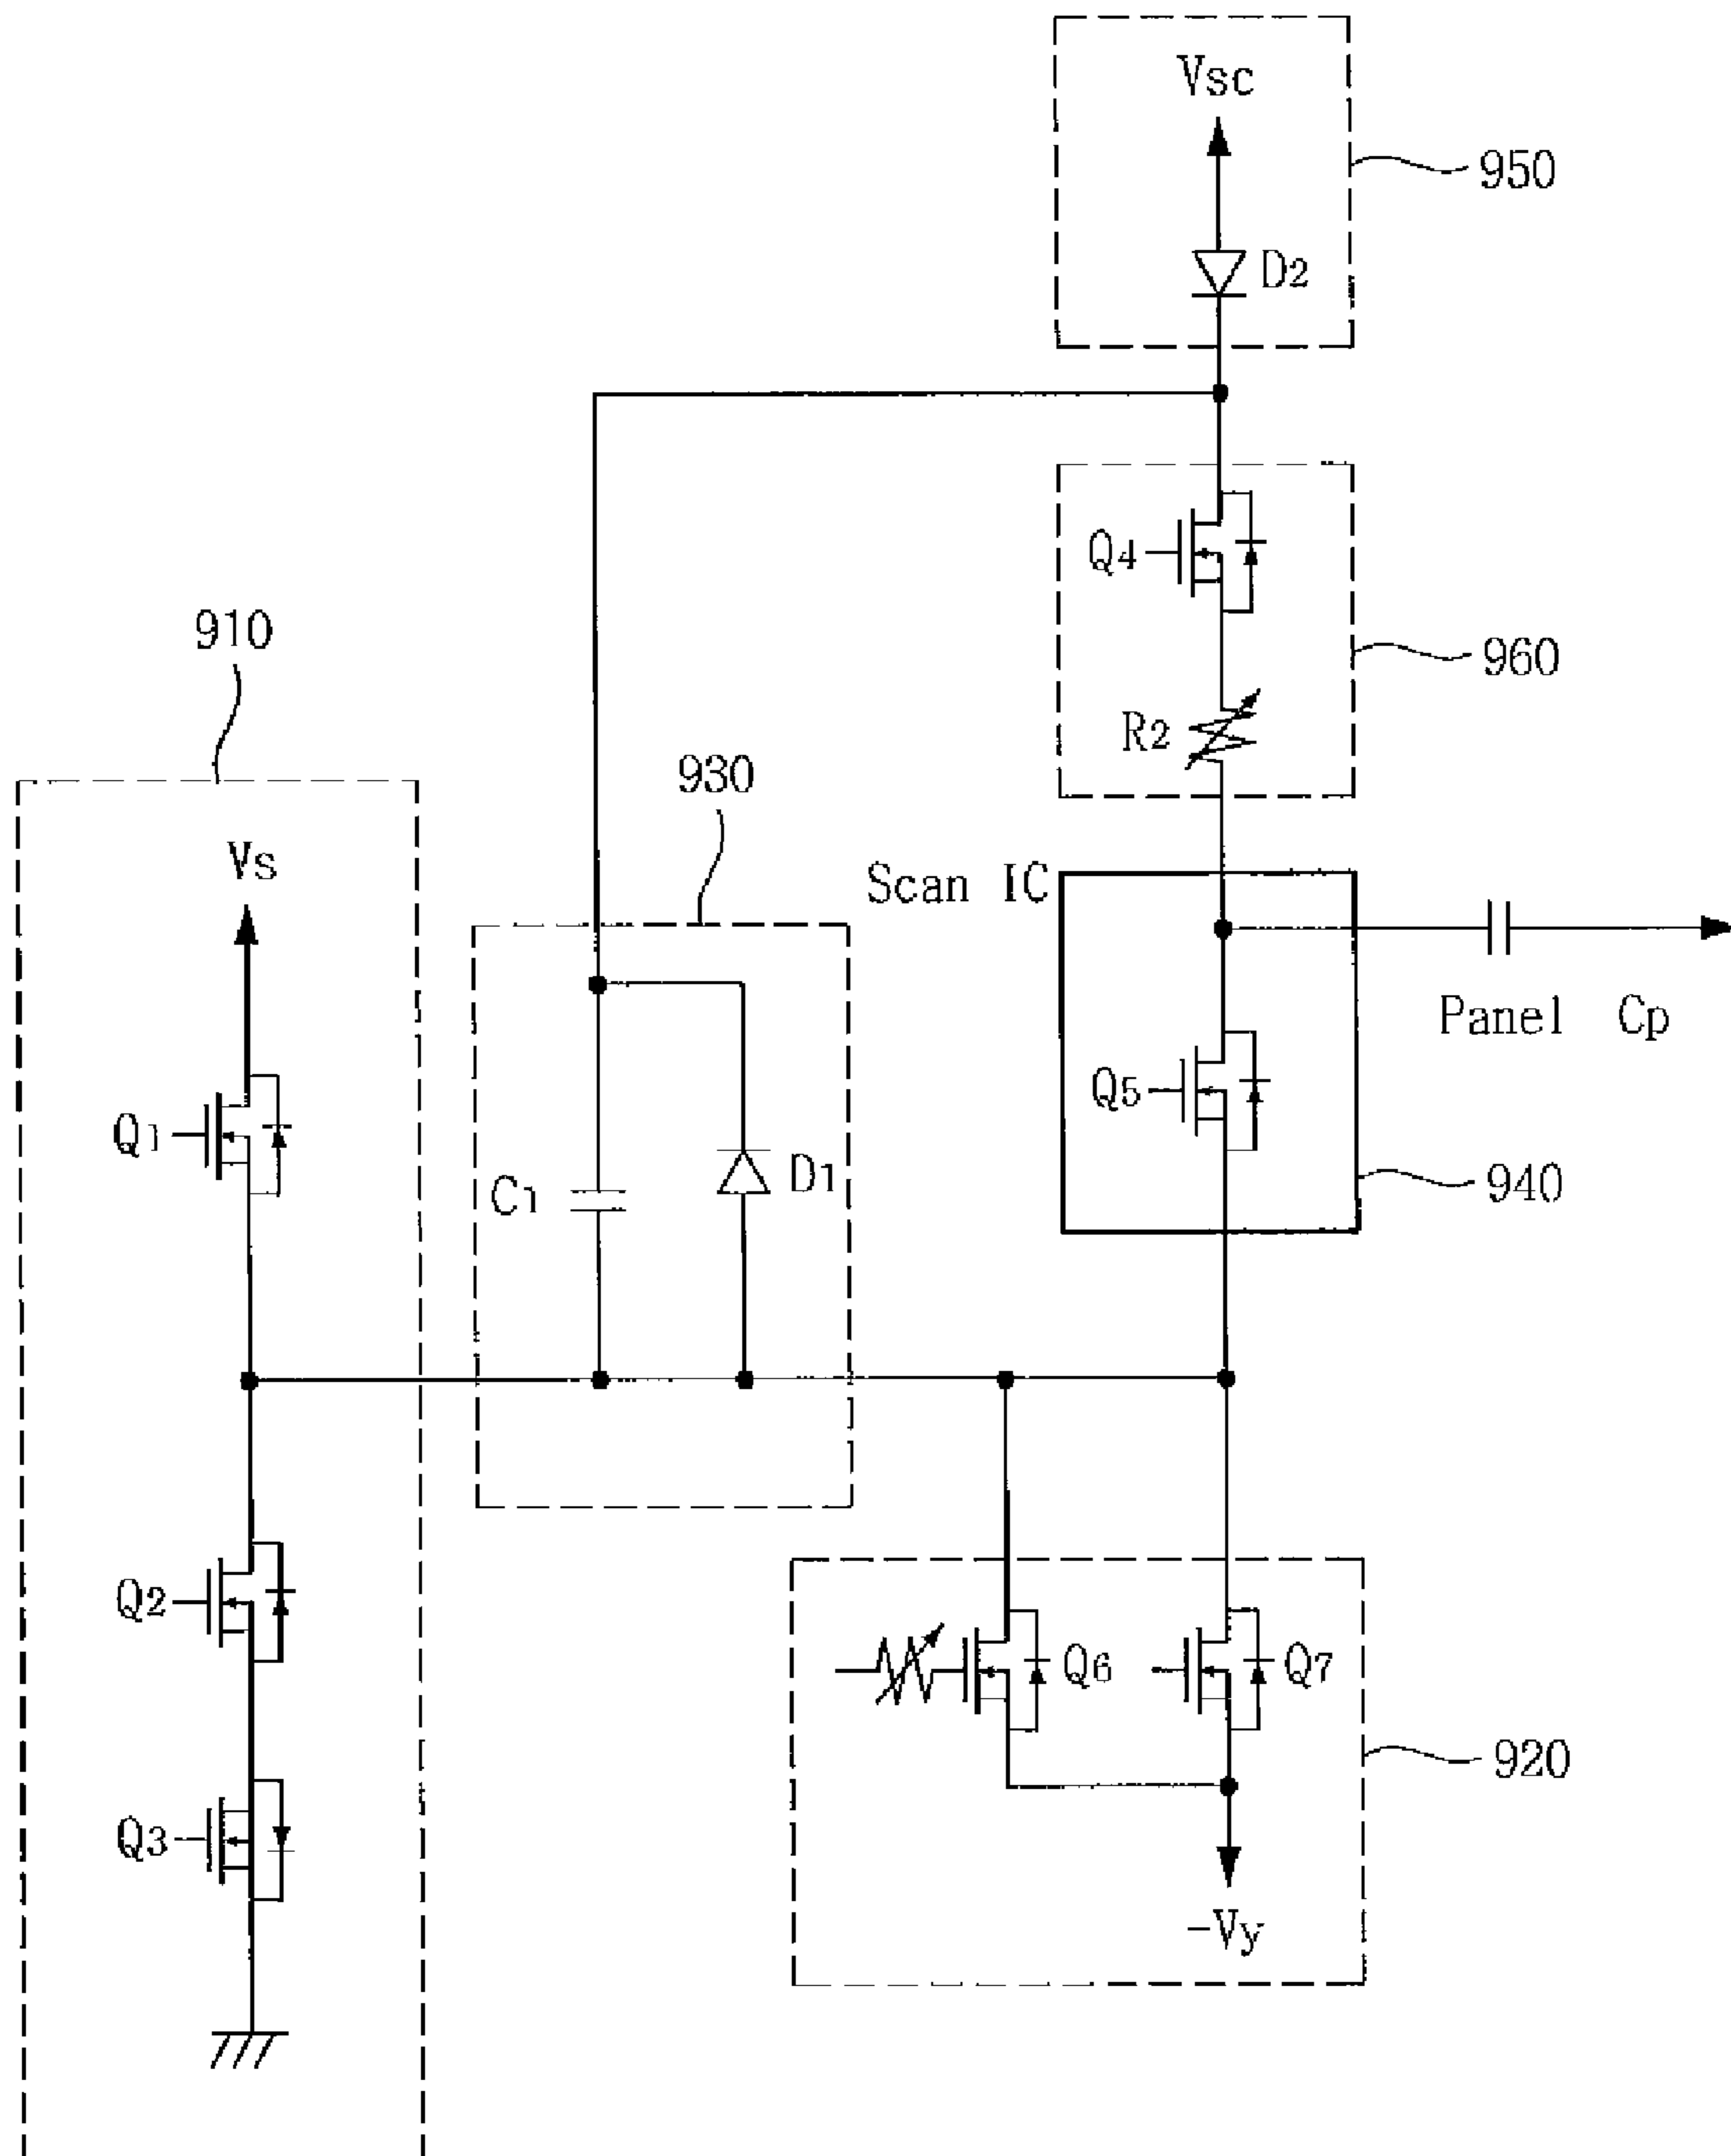 Vsc
950
D2
Q4
960
910
R2
930
Vs
Scan IC
Panel Cp
Q1
Q5
C1
D1
940
Q2
Q6
Q7
920
Q3
-Vy